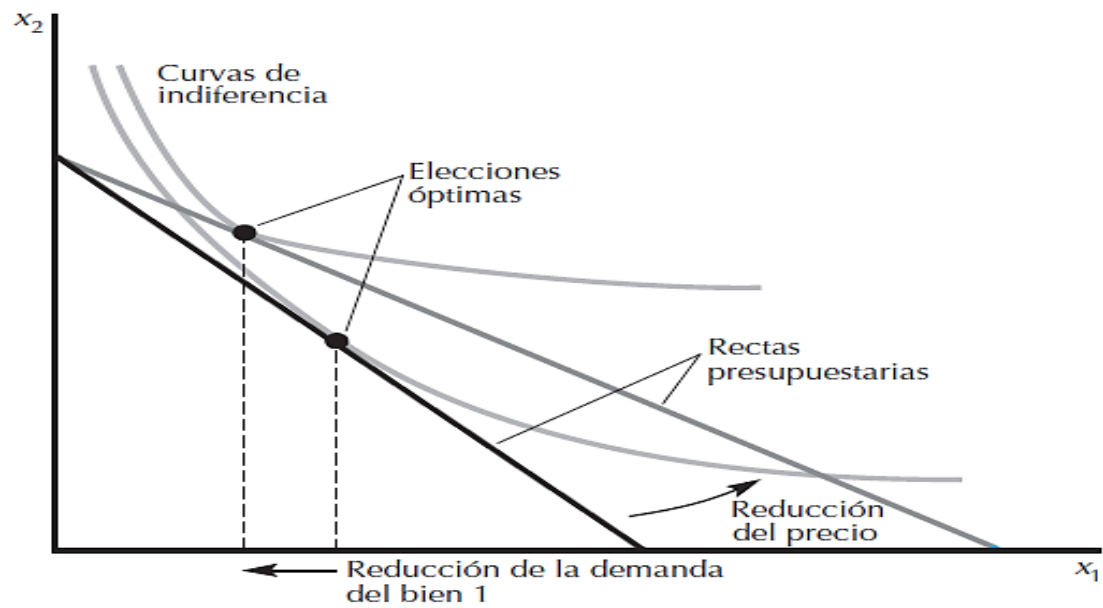 x₂
Curvas de
indiferencia
Elecciones
óptimas
Rectas
presupuestarias
Reducción
del precio
x₁
Reducción de la demanda
del bien 1